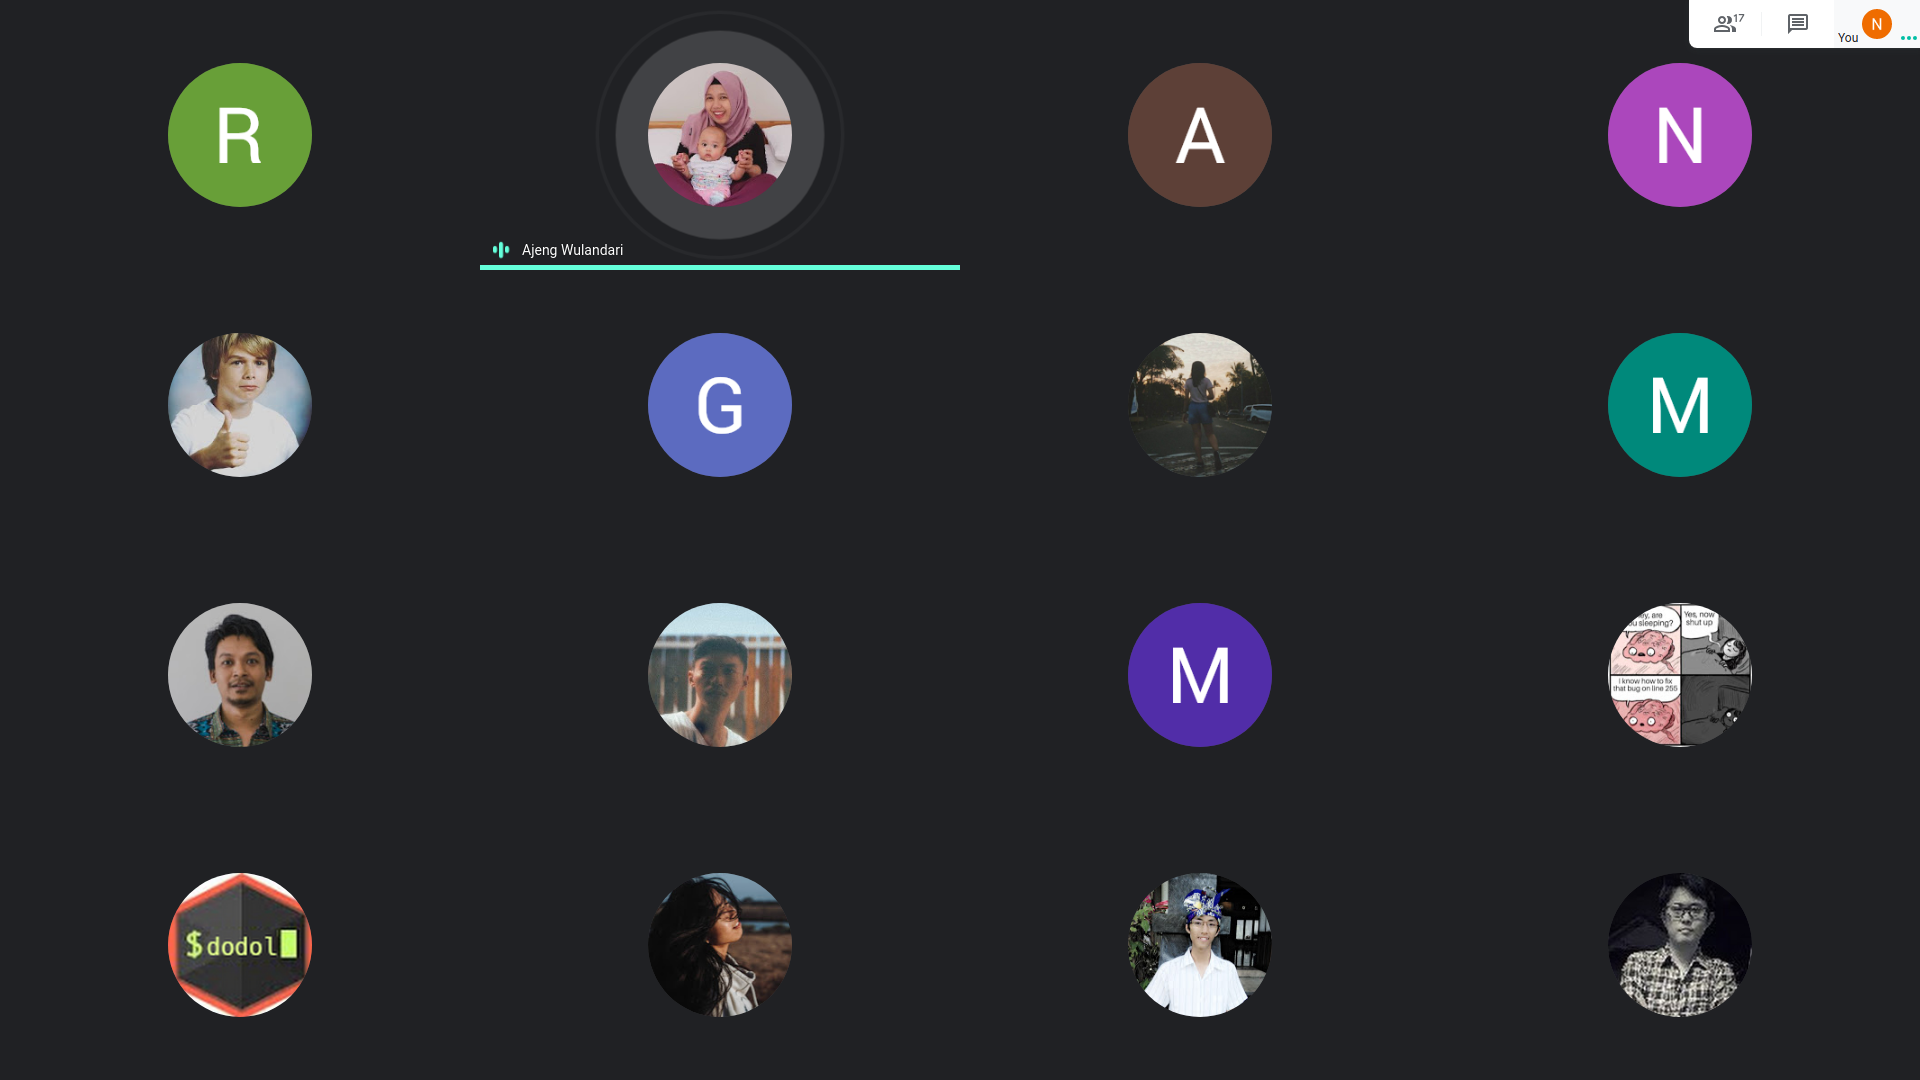 17
You
N
R
A
N
Ajeng Wulandari
G
M
M
ey, are
u sleeping?
Yes, now
shut up
i know how to fix
that bug on line 255
$dodol